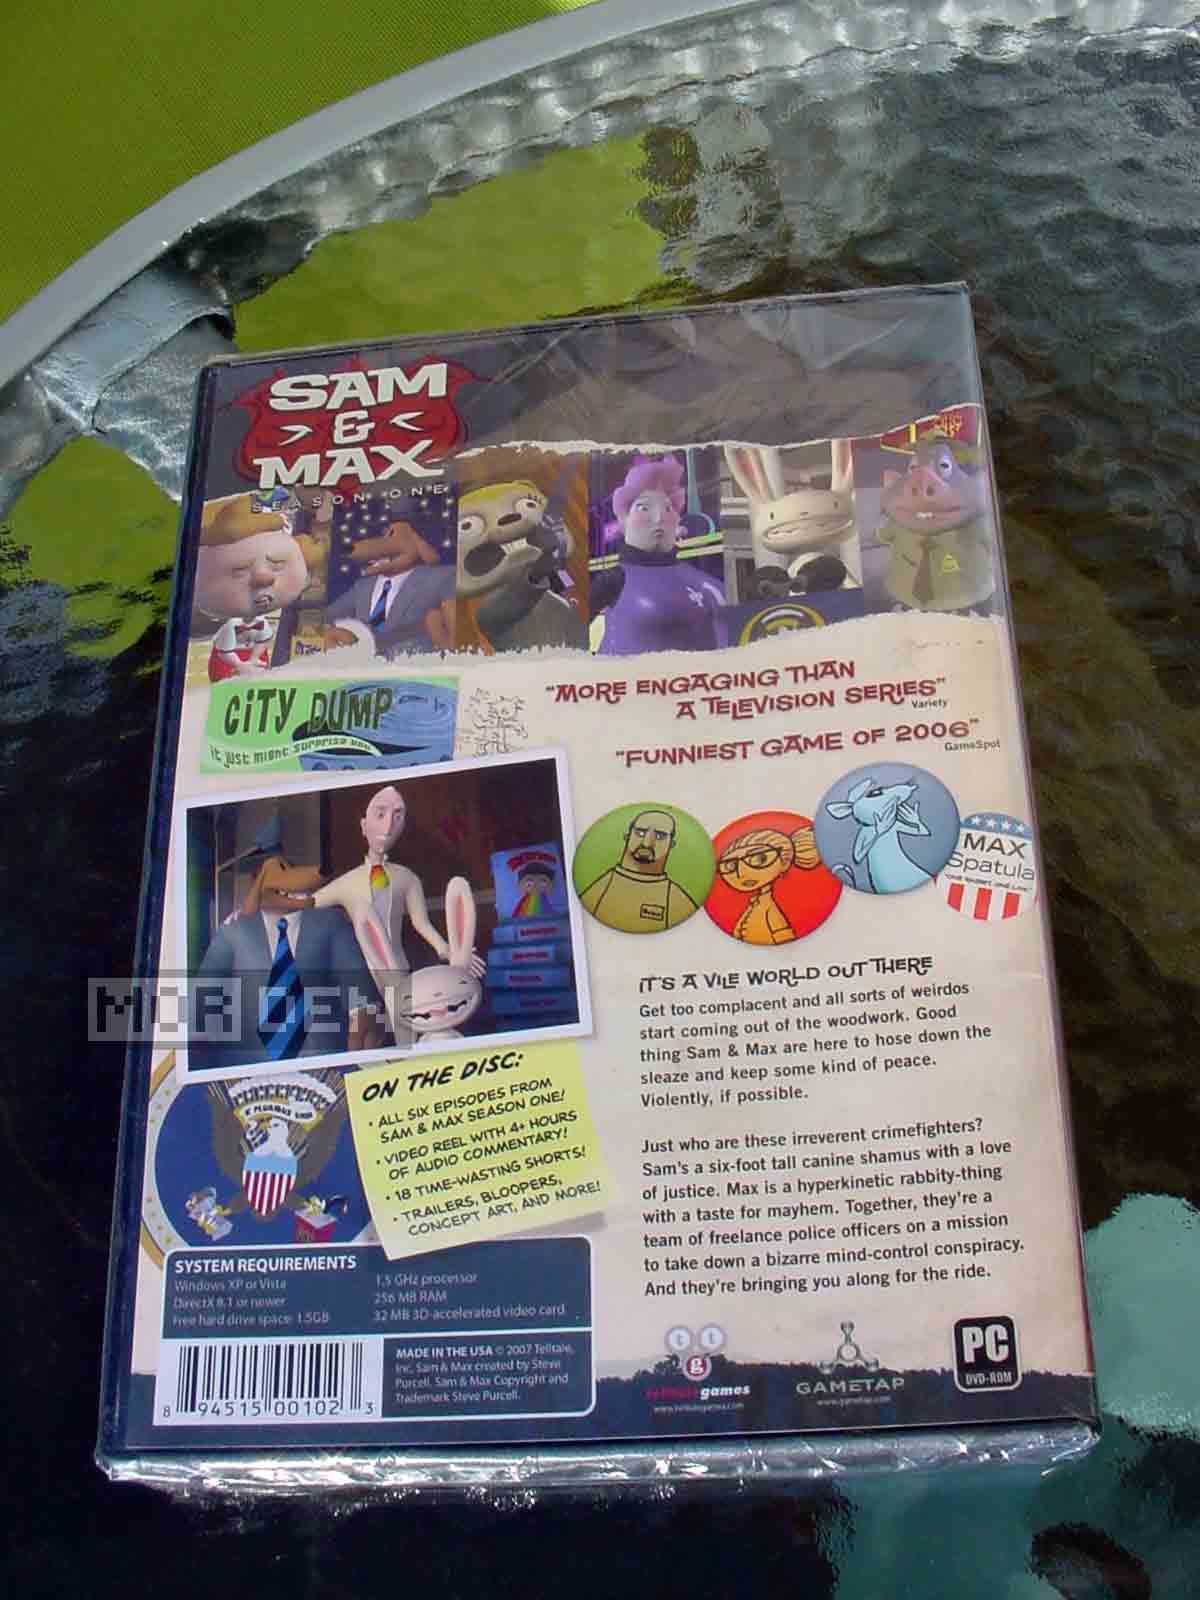 SAM
&
MAX
SEASON ONE
CITY DUMP
it just might surprise you
"MORE ENGAGING THAN
A TELEVISION SERIES"
Variety
"FUNNIEST GAME OF 2006"
GameSpot
MAX
Spatula
MORDEN
IT'S A VILE WORLD OUT THERE
Get too complacent and all sorts of weirdos
start coming out of the woodwork. Good
thing Sam & Max are here to hose down the
sleaze and keep some kind of peace.
Violently, if possible.
Just who are these irreverent crimefighters?
Sam's a six-foot tall canine shamus with a love
of justice. Max is a hyperkinetic rabbity-thing
with a taste for mayhem. Together, they're a
team of freelance police officers on a mission
to take down a bizarre mind-control conspiracy.
And they're bringing you along for the ride.
ON THE DISC:
• ALL SIX EPISODES FROM
SAM & MAX SEASON ONE!
• VIDEO REEL WITH 4+ HOURS
OF AUDIO COMMENTARY!
• 18 TIME-WASTING SHORTS!
• TRAILERS, BLOOPERS,
CONCEPT ART, AND MORE!
SYSTEM REQUIREMENTS
Windows XP or Vista
DirectX 8.1 or newer
Free hard drive space: 1.5GB
1.5 GHz processor
256 MB RAM
32 MB 3D-accelerated video card
8 94515 00102 3
MADE IN THE USA © 2007 Telltale,
Inc. Sam & Max created by Steve
Purcell. Sam & Max Copyright and
Trademark Steve Purcell.
t t
g
telltalegames
www.telltalegames.com
GAMETAP
www.gametap.com
PC
DVD-ROM